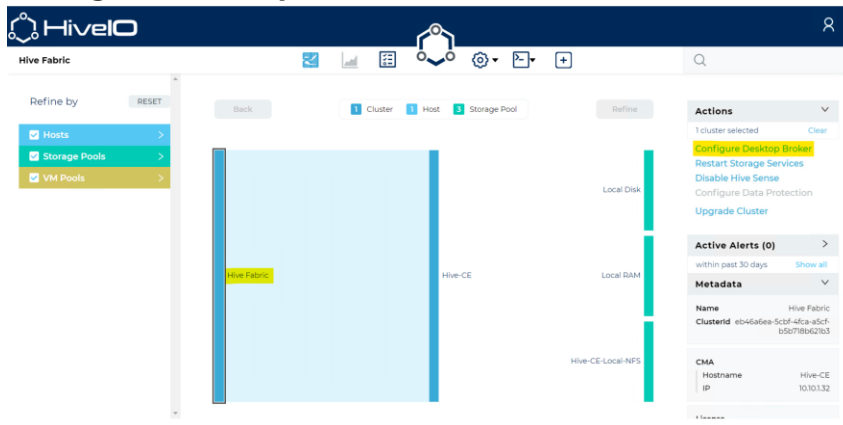 HiveIO
Hive Fabric
Refine by
RESET
Hosts
Storage Pools
VM Pools
Back
1 Cluster 1 Host 3 Storage Pool
Refine
Local Disk
Hive Fabric
Hive-CE
Local RAM
Hive-CE-Local-NFS
Actions
1 cluster selected Clear
Configure Desktop Broker
Restart Storage Services
Disable Hive Sense
Configure Data Protection
Upgrade Cluster
Active Alerts (0)
within past 30 days Show all
Metadata
Name Hive Fabric
ClusterId eb46a6ea-5cbf-4fca-a5cf-
b5b718b621b3
CMA
Hostname Hive-CE
IP 10.10.1.32